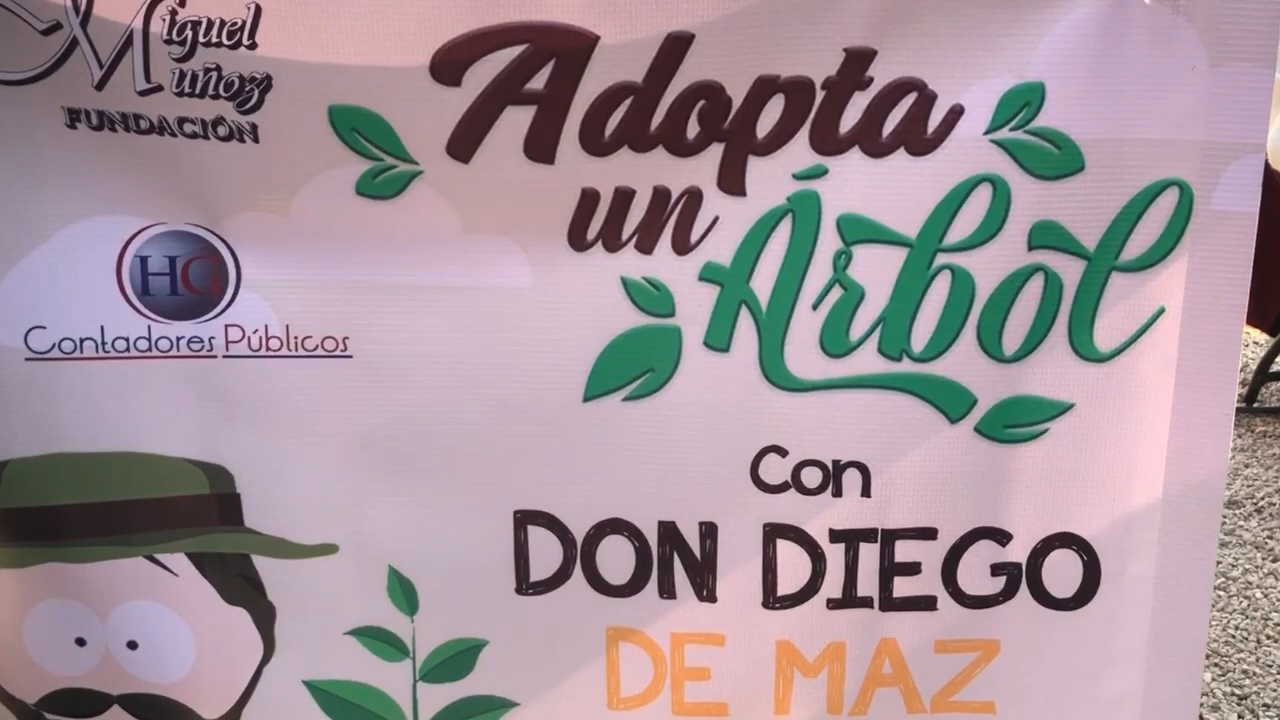 Miguel
Muñoz
FUNDACIÓN
HG
Contadores Públicos
Adopta
un
Árbol
Con
DON DIEGO
DE MAZ